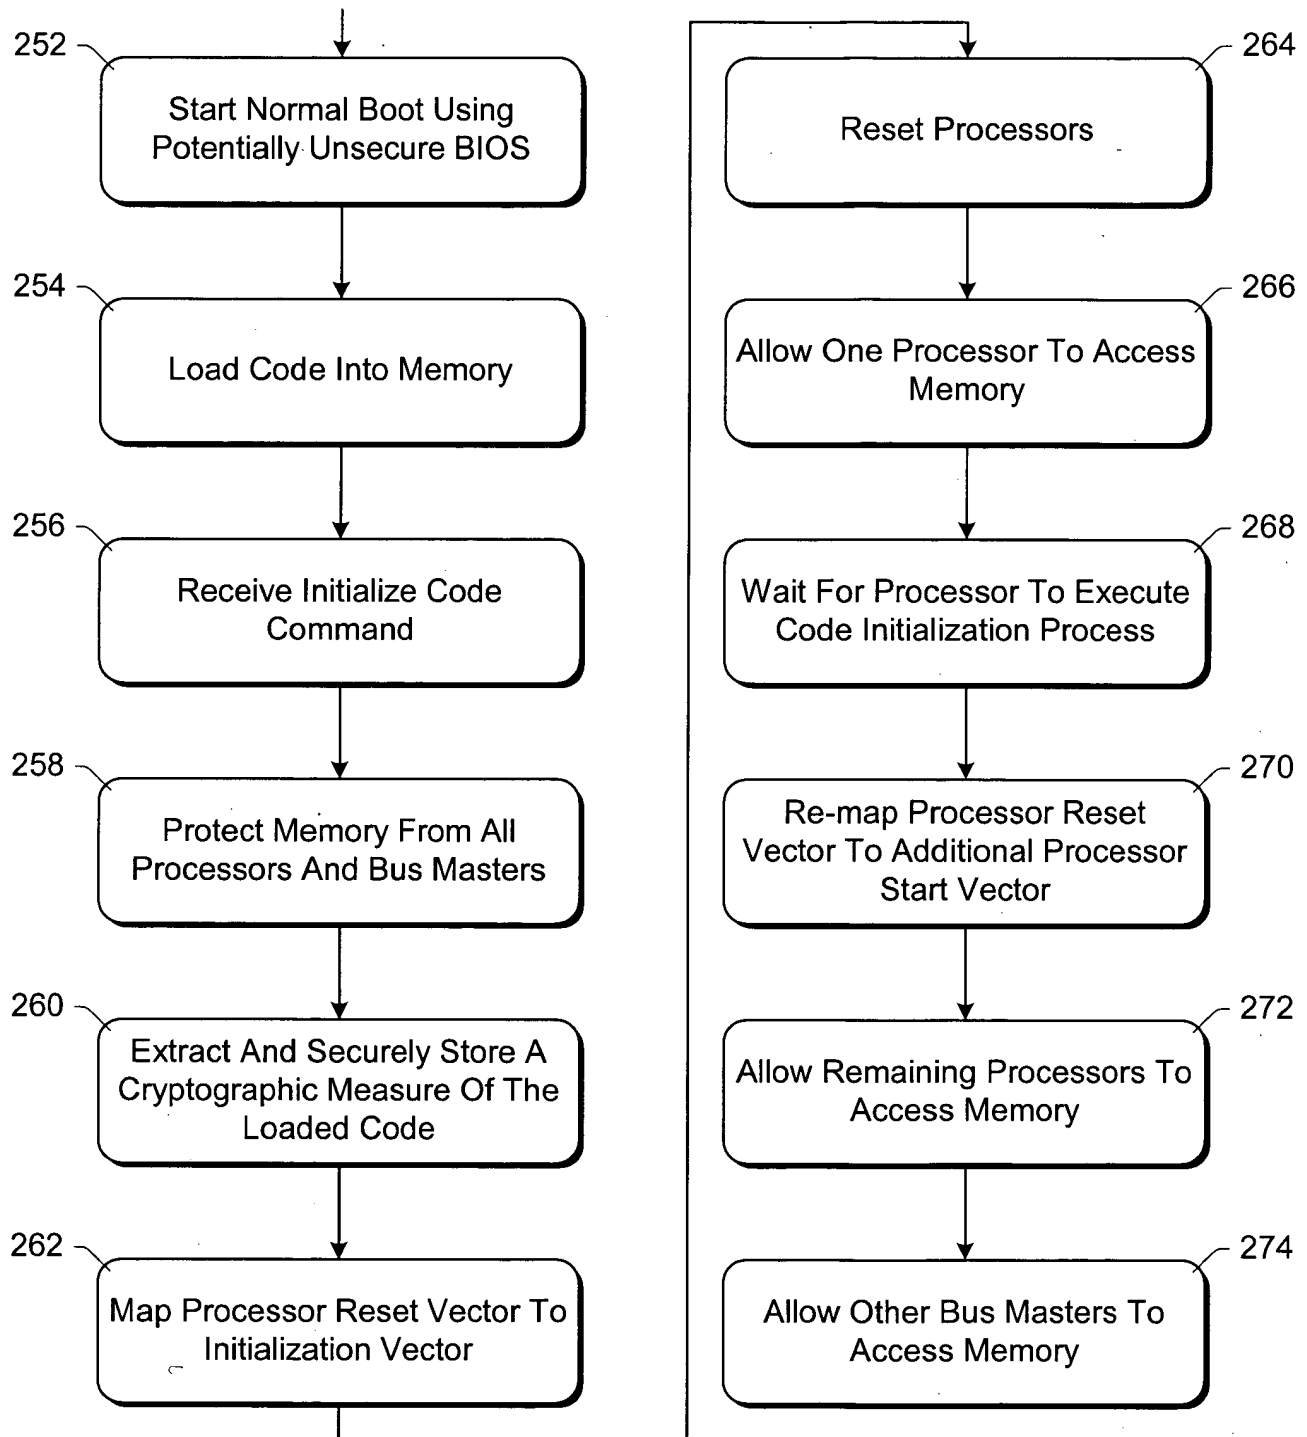 252
Start Normal Boot Using
Potentially Unsecure BIOS
254
Load Code Into Memory
256
Receive Initialize Code
Command
258
Protect Memory From All
Processors And Bus Masters
260
Extract And Securely Store A
Cryptographic Measure Of The
Loaded Code
262
Map Processor Reset Vector To
Initialization Vector
264
Reset Processors
266
Allow One Processor To Access
Memory
268
Wait For Processor To Execute
Code Initialization Process
270
Re-map Processor Reset
Vector To Additional Processor
Start Vector
272
Allow Remaining Processors To
Access Memory
274
Allow Other Bus Masters To
Access Memory